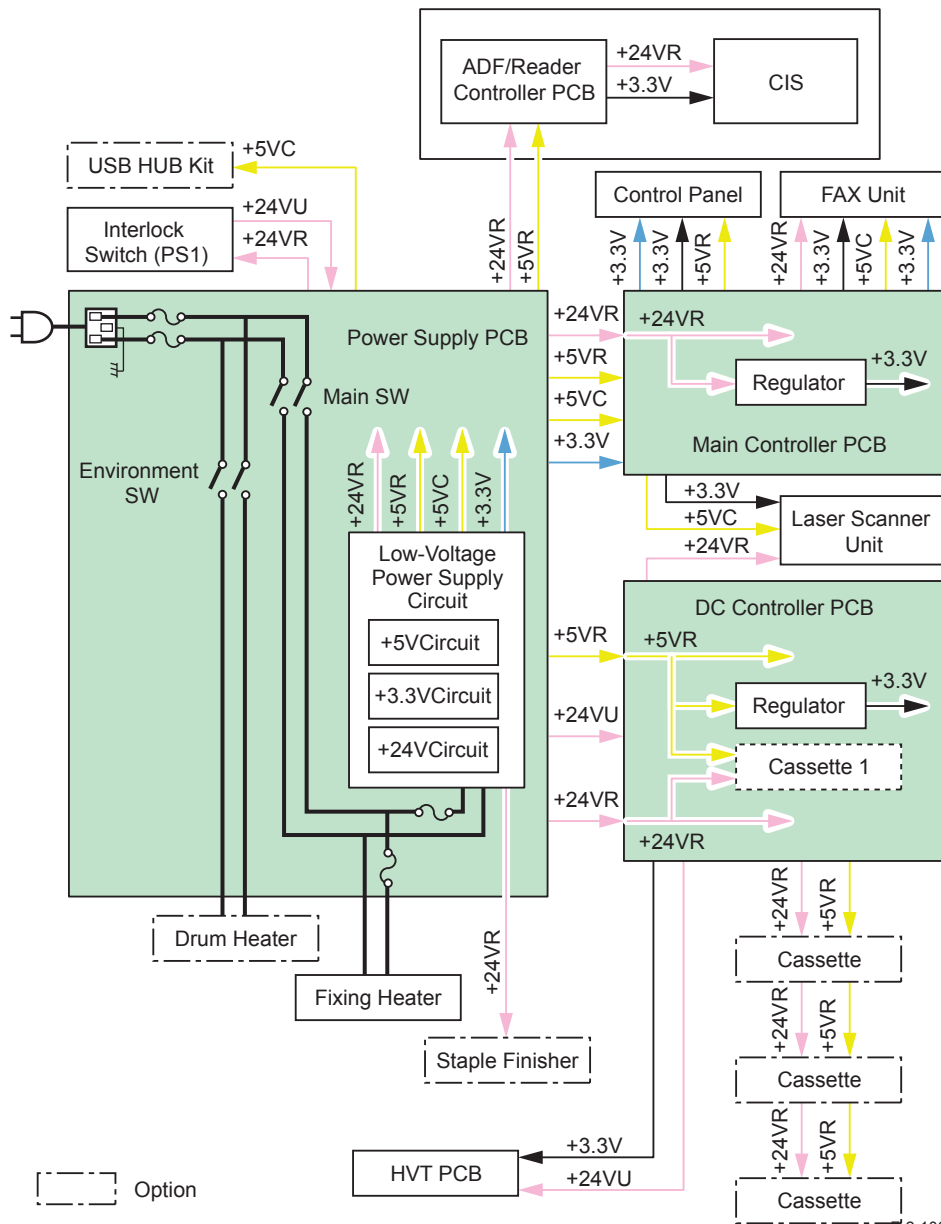 ADF/Reader
Controller PCB
+24VR
+3.3V
CIS
USB HUB Kit
+5VC
Interlock
Switch (PS1)
+24VU
+24VR
+24VR
+5VR
Control Panel
FAX Unit
+3.3V
+3.3V
+5VR
+24VR
+3.3V
+5VC
+3.3V
Power Supply PCB
Main SW
Environment
SW
+24VR
+5VR
+5VC
+3.3V
+24VR
Regulator
+3.3V
Main Controller PCB
+24VR
+5VR
+5VC
+3.3V
Low-Voltage
Power Supply
Circuit
+5VCircuit
+3.3VCircuit
+24VCircuit
+3.3V
+5VC
+24VR
Laser Scanner
Unit
DC Controller PCB
+5VR
+5VR
Regulator
+3.3V
+24VU
Cassette 1
+24VR
+24VR
Drum Heater
Fixing Heater
+24VR
Staple Finisher
+24VR
+5VR
Cassette
+24VR
+5VR
Cassette
+24VR
+5VR
Cassette
HVT PCB
+3.3V
+24VU
Option